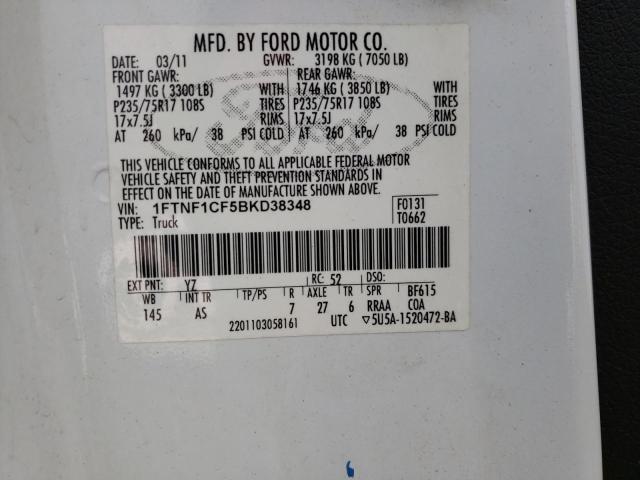 MFD. BY FORD MOTOR CO.
DATE: 03/11 GVWR: 3198 KG (7050 LB)
FRONT GAWR: REAR GAWR:
1497 KG (3300 LB) WITH 1746 KG (3850 LB) WITH
P235/75R17 108S TIRES P235/75R17 108S TIRES
17x7.5J RIMS 17x7.5J RIMS
AT 260 kPa/ 38 PSI COLD AT 260 kPa/ 38 PSI COLD
THIS VEHICLE CONFORMS TO ALL APPLICABLE FEDERAL MOTOR
VEHICLE SAFETY AND THEFT PREVENTION STANDARDS IN
EFFECT ON THE DATE OF MANUFACTURE SHOWN ABOVE.
VIN: 1FTNF1CF5BKD38348 F0131
TYPE: Truck T0662
EXT PNT: YZ RC: 52 DSO:
WB INT TR TP/PS R AXLE TR SPR BF615
145 AS 7 27 6 RRAA COA
2201103058161 UTC ▽5U5A-1520472-BA